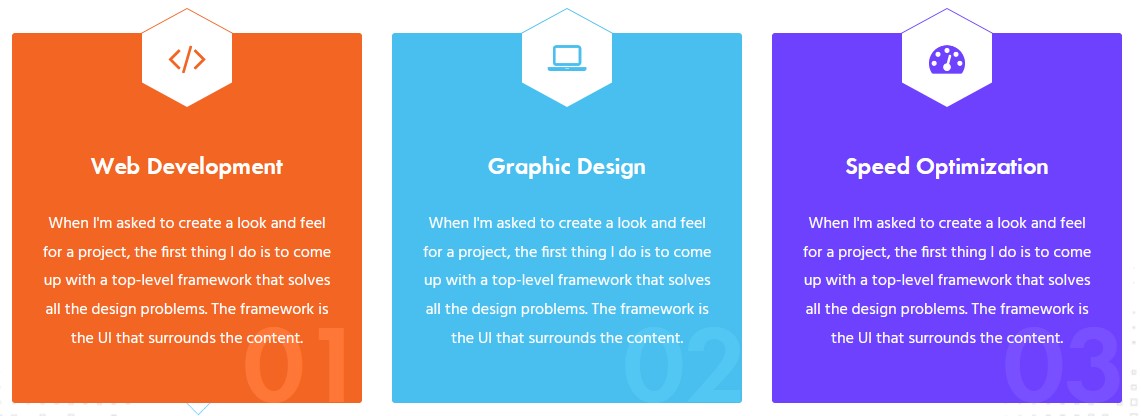 Web Development
When I'm asked to create a look and feel
for a project, the first thing I do is to come
up with a top-level framework that solves
all the design problems. The framework is
the UI that surrounds the content.
01
Graphic Design
When I'm asked to create a look and feel
for a project, the first thing I do is to come
up with a top-level framework that solves
all the design problems. The framework is
the UI that surrounds the content.
02
Speed Optimization
When I'm asked to create a look and feel
for a project, the first thing I do is to come
up with a top-level framework that solves
all the design problems. The framework is
the UI that surrounds the content.
03